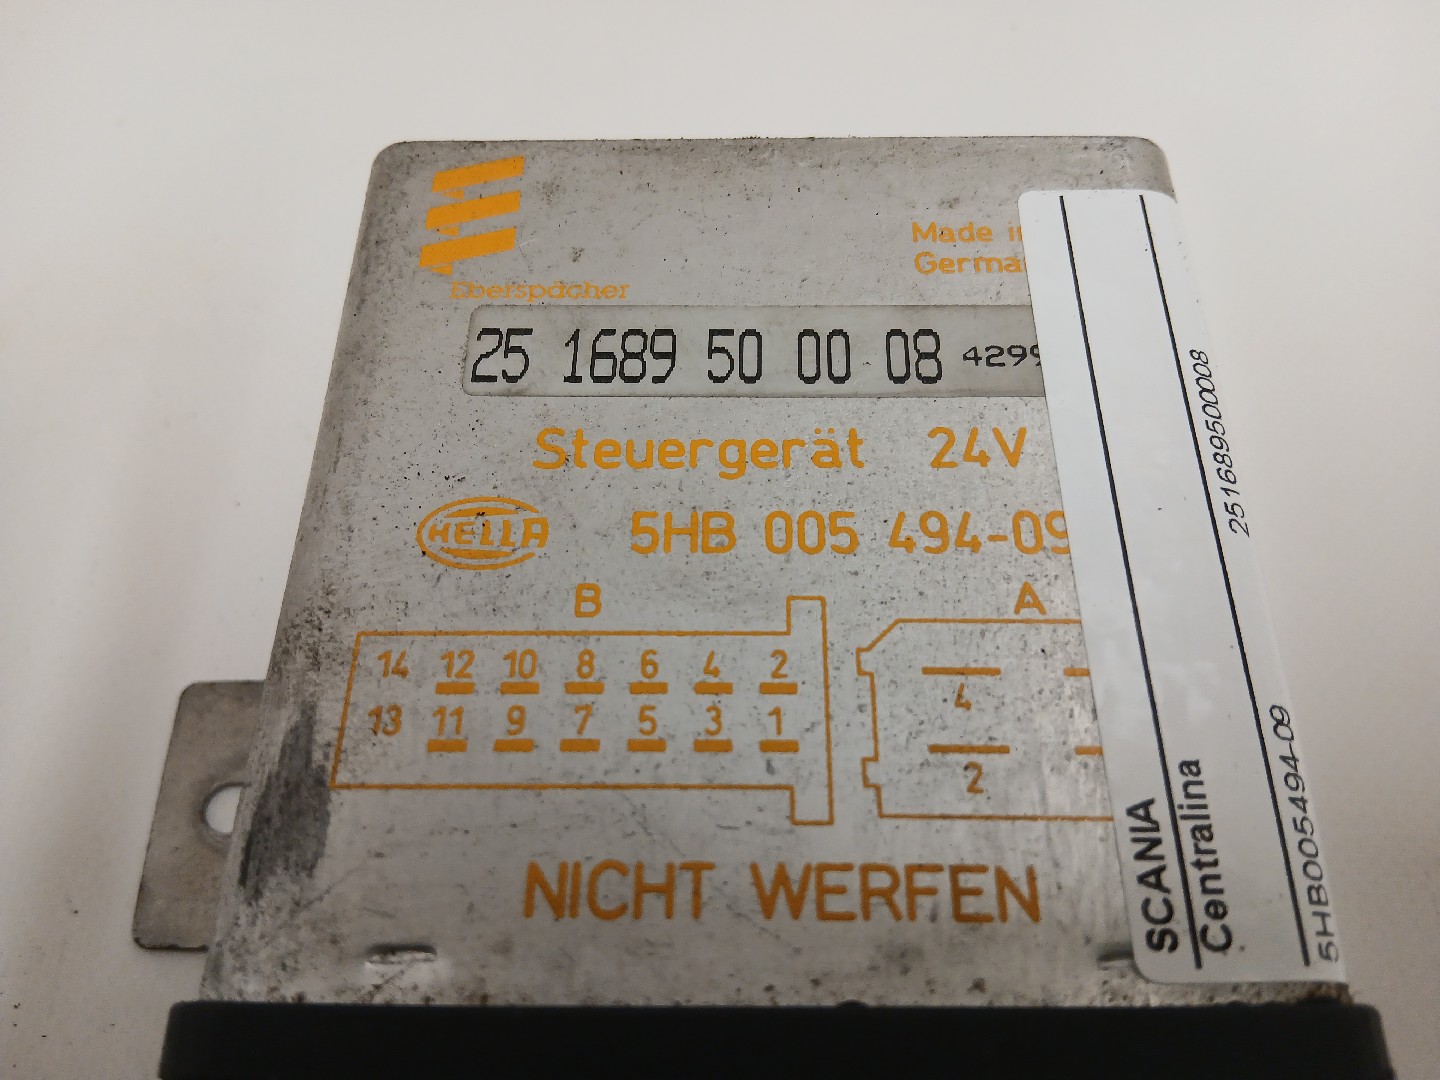 Made in
Germa
Eberspächer
25 1689 50 00 08 4299
Steuergerät 24V
HELLA 5HB 005 494-09
B A
14 12 10 8 6 4 2
13 11 9 7 5 3 1
4
2
NICHT WERFEN
SCANIA
Centralina
251689500008
5HB005494-09